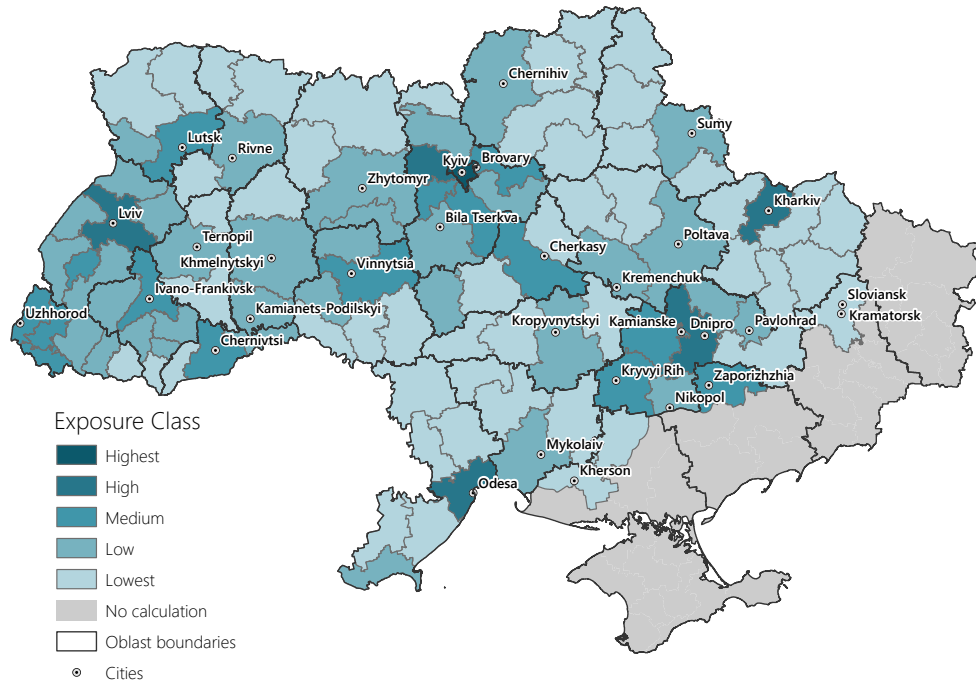 Chernihiv
Sumy
Lutsk
Rivne
Kyiv
Brovary
Zhytomyr
Kharkiv
Lviv
Bila Tserkva
Poltava
Ternopil
Cherkasy
Khmelnytskyi
Vinnytsia
Kremenchuk
Ivano-Frankivsk
Sloviansk
Uzhhorod
Kamianets-Podilskyi
Kramatorsk
Kropyvnytskyi
Kamianske
Dnipro
Pavlohrad
Chernivtsi
Kryvyi Rih
Zaporizhzhia
Nikopol
Mykolaiv
Kherson
Odesa
Exposure Class
Highest
High
Medium
Low
Lowest
No calculation
Oblast boundaries
Cities